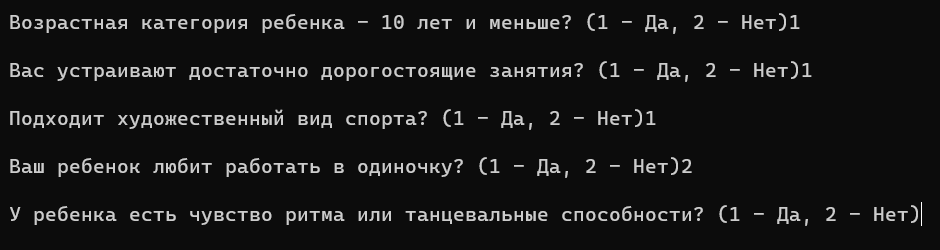 Возрастная категория ребенка – 10 лет и меньше? (1 – Да, 2 – Нет)1
Вас устраивают достаточно дорогостоящие занятия? (1 – Да, 2 – Нет)1
Подходит художественный вид спорта? (1 – Да, 2 – Нет)1
Ваш ребенок любит работать в одиночку? (1 – Да, 2 – Нет)2
У ребенка есть чувство ритма или танцевальные способности? (1 – Да, 2 – Нет)